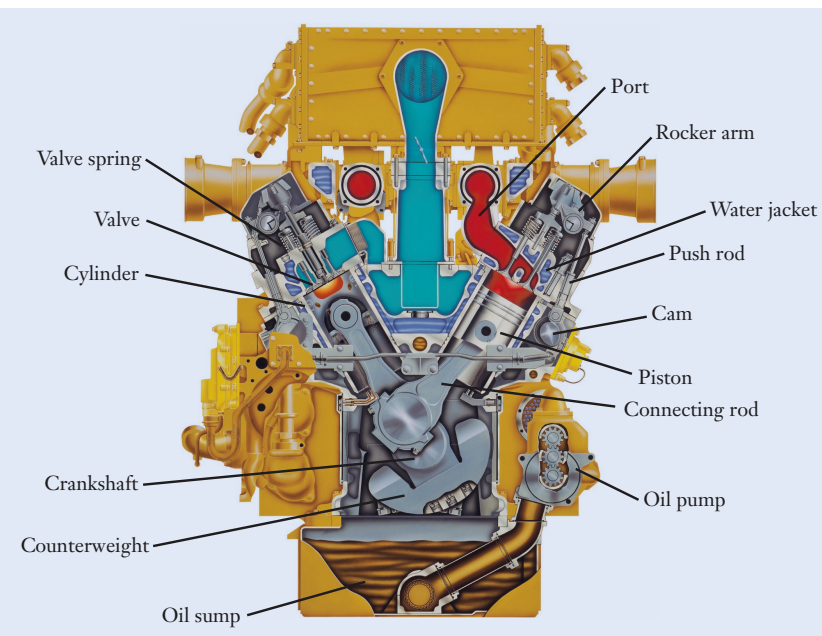 Port
Rocker arm
Valve spring
Valve
Water jacket
Push rod
Cylinder
Cam
Piston
Connecting rod
Crankshaft
Oil pump
Counterweight
Oil sump